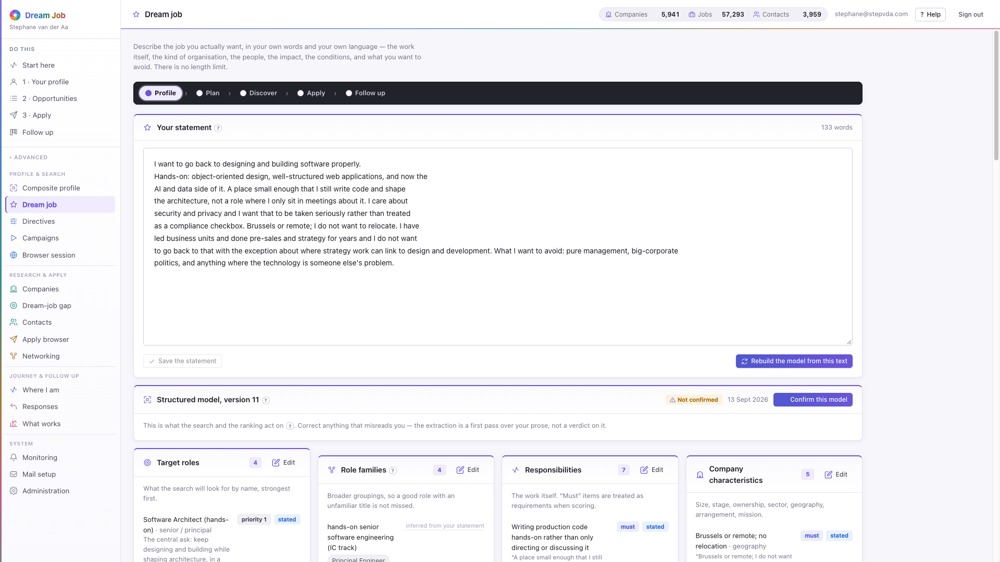 Dream Job
Stephane van der Aa
DO THIS
Start here
1 · Your profile
2 · Opportunities
3 · Apply
Follow up
ADVANCED
PROFILE & SEARCH
Composite profile
Dream job
Directives
Campaigns
Browser session
RESEARCH & APPLY
Companies
Dream-job gap
Contacts
Apply browser
Networking
JOURNEY & FOLLOW UP
Where I am
Responses
What works
SYSTEM
Monitoring
Mail setup
Administration
Dream job
Companies 5,941 Jobs 57,293 Contacts 3,959
stephane@stepvda.com
? Help
Sign out
Describe the job you actually want, in your own words and your own language — the work
itself, the kind of organisation, the people, the impact, the conditions, and what you want to
avoid. There is no length limit.
Profile › Plan › Discover › Apply › Follow up
Your statement ?
133 words
I want to go back to designing and building software properly.
Hands-on: object-oriented design, well-structured web applications, and now the
AI and data side of it. A place small enough that I still write code and shape
the architecture, not a role where I only sit in meetings about it. I care about
security and privacy and I want that to be taken seriously rather than treated
as a compliance checkbox. Brussels or remote; I do not want to relocate. I have
led business units and done pre-sales and strategy for years and I do not want
to go back to that with the exception about where strategy work can link to design and development. What I want to avoid: pure management, big-corporate
politics, and anything where the technology is someone else's problem.
Save the statement
Rebuild the model from this text
Structured model, version 11 ?
Not confirmed
13 Sept 2026
Confirm this model
This is what the search and the ranking act on ?. Correct anything that misreads you — the extraction is a first pass over your prose, not a verdict on it.
Target roles
4
Edit
What the search will look for by name, strongest
first.
Software Architect (hands-
on) · senior / principal
priority 1
stated
The central ask: keep
designing and building while
shaping architecture, in a
Role families ?
4
Edit
Broader groupings, so a good role with an
unfamiliar title is not missed.
hands-on senior
software engineering
(IC track)
inferred from your statement
Principal Engineer
Responsibilities
7
Edit
The work itself. "Must" items are treated as
requirements when scoring.
Writing production code
hands-on rather than only
directing or discussing it
must
stated
“A place small enough that I still
Company
characteristics
5
Edit
Size, stage, ownership, sector, geography,
arrangement, mission.
Brussels or remote; no
relocation · geography
must
stated
“Brussels or remote; I do not want